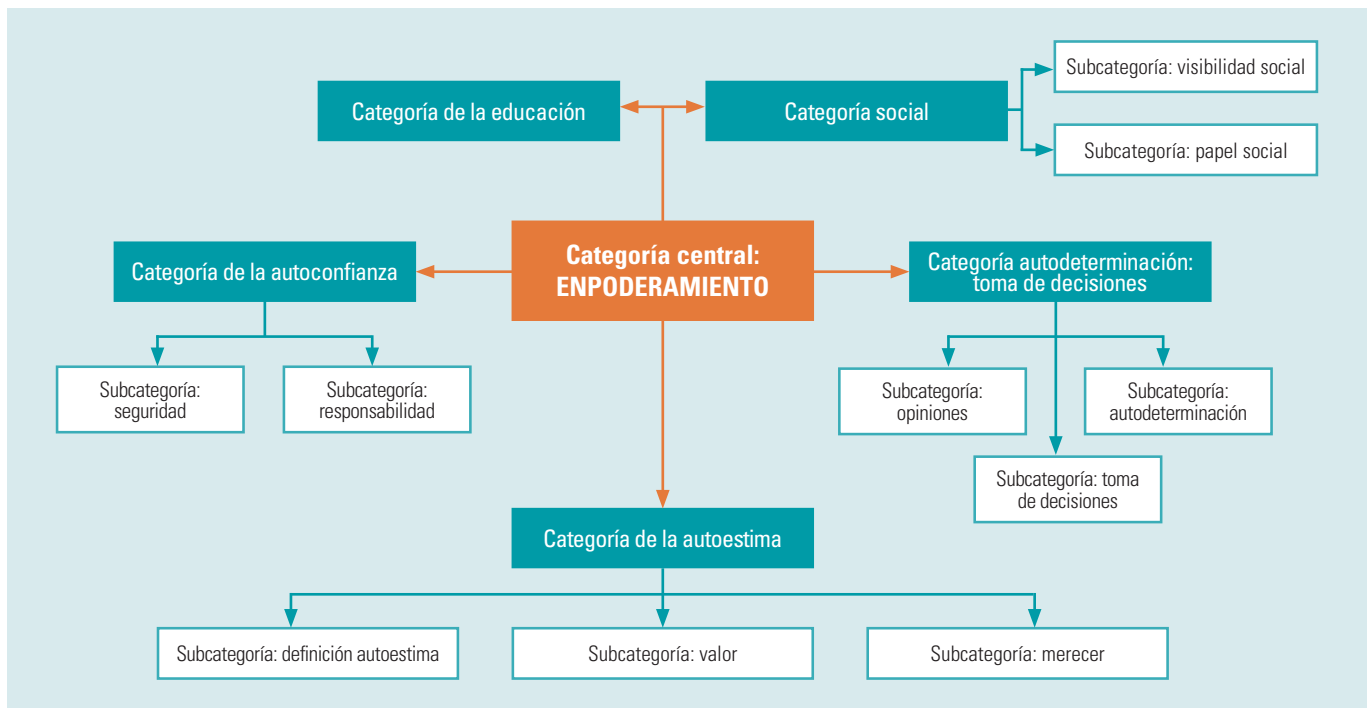 Subcategoría: visibilidad social
Categoría de la educación
Categoría social
Subcategoría: papel social
Categoría central:
ENPODERAMIENTO
Categoría de la autoconfianza
Categoría autodeterminación:
toma de decisiones
Subcategoría:
seguridad
Subcategoría:
responsabilidad
Subcategoría:
opiniones
Subcategoría:
autodeterminación
Subcategoría: toma
de decisiones
Categoría de la autoestima
Subcategoría: definición autoestima
Subcategoría: valor
Subcategoría: merecer